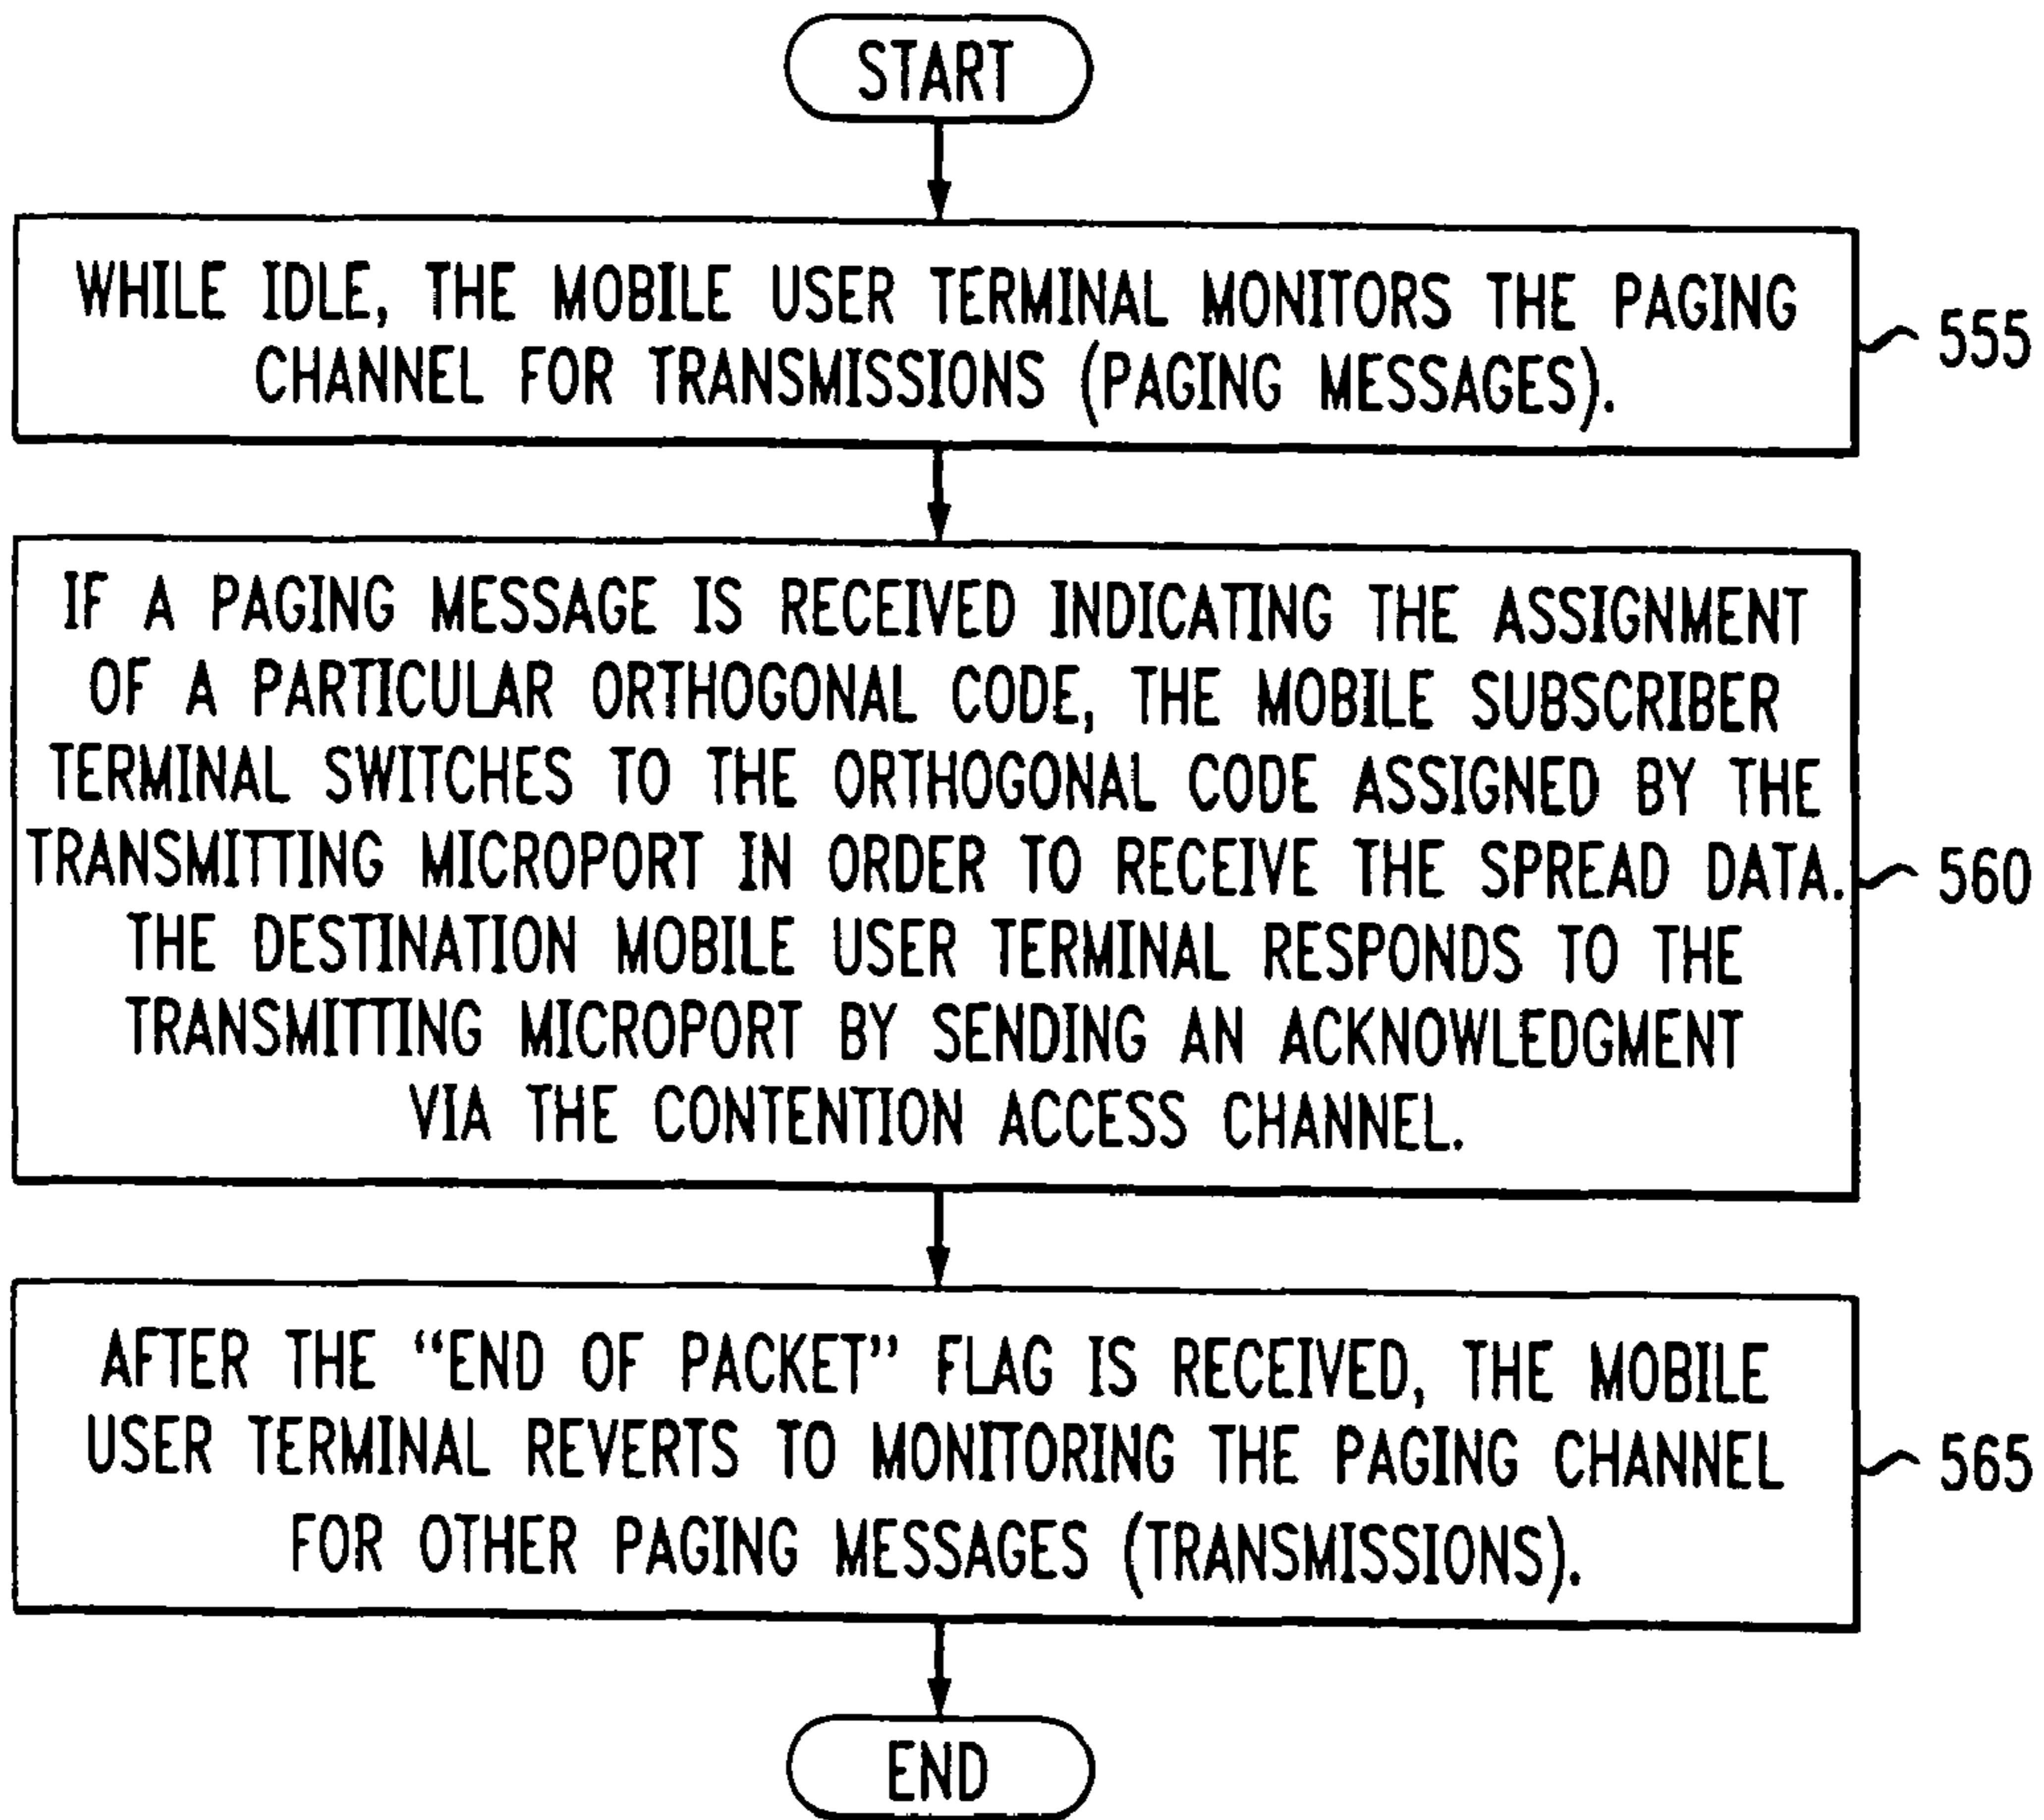 START
WHILE IDLE, THE MOBILE USER TERMINAL MONITORS THE PAGING
CHANNEL FOR TRANSMISSIONS (PAGING MESSAGES).
555
IF A PAGING MESSAGE IS RECEIVED INDICATING THE ASSIGNMENT
OF A PARTICULAR ORTHOGONAL CODE, THE MOBILE SUBSCRIBER
TERMINAL SWITCHES TO THE ORTHOGONAL CODE ASSIGNED BY THE
TRANSMITTING MICROPORT IN ORDER TO RECEIVE THE SPREAD DATA.
THE DESTINATION MOBILE USER TERMINAL RESPONDS TO THE
TRANSMITTING MICROPORT BY SENDING AN ACKNOWLEDGMENT
VIA THE CONTENTION ACCESS CHANNEL.
560
AFTER THE “END OF PACKET” FLAG IS RECEIVED, THE MOBILE
USER TERMINAL REVERTS TO MONITORING THE PAGING CHANNEL
FOR OTHER PAGING MESSAGES (TRANSMISSIONS).
565
END